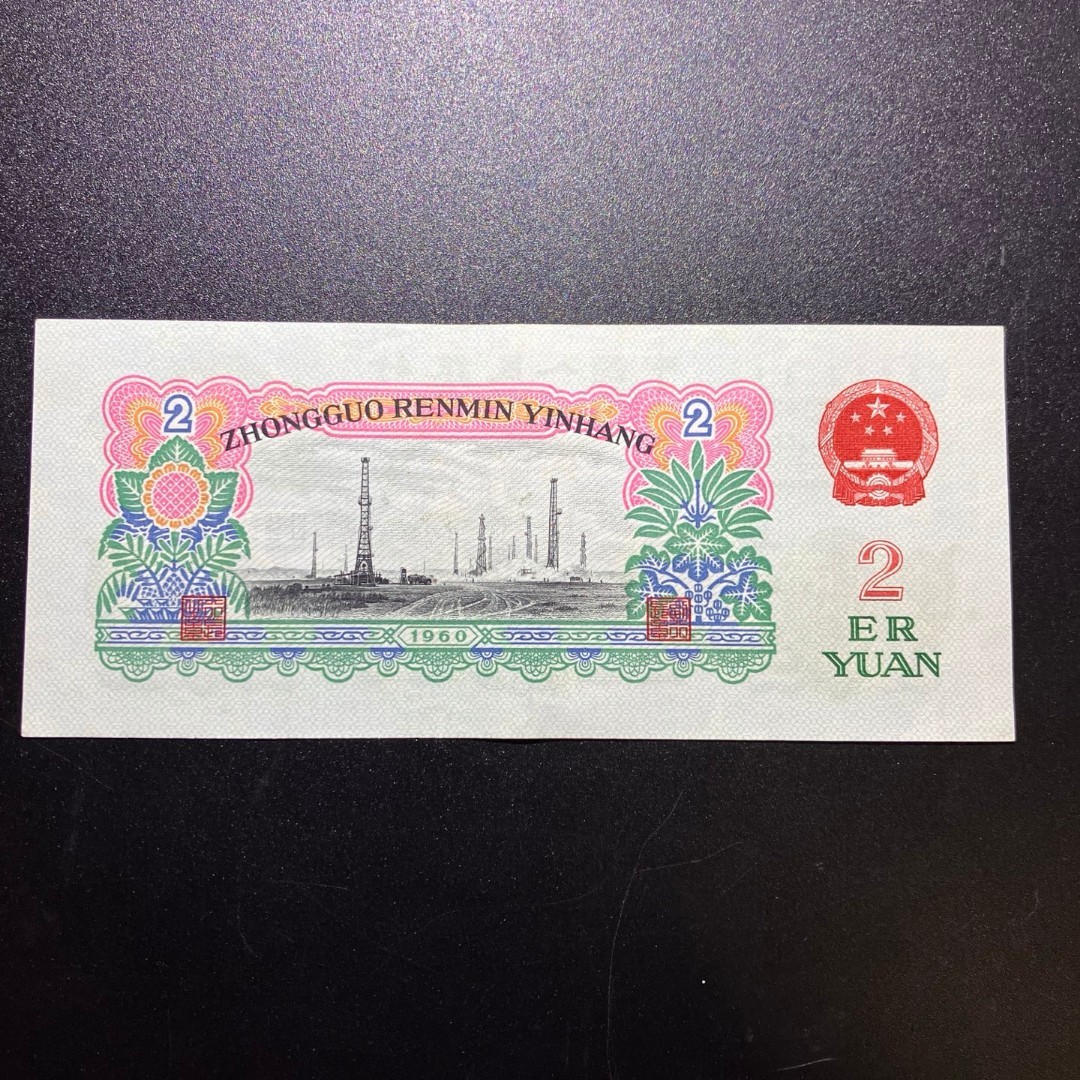 2
ZHONGGUO RENMIN YINHANG
2
1960
2
ER
YUAN